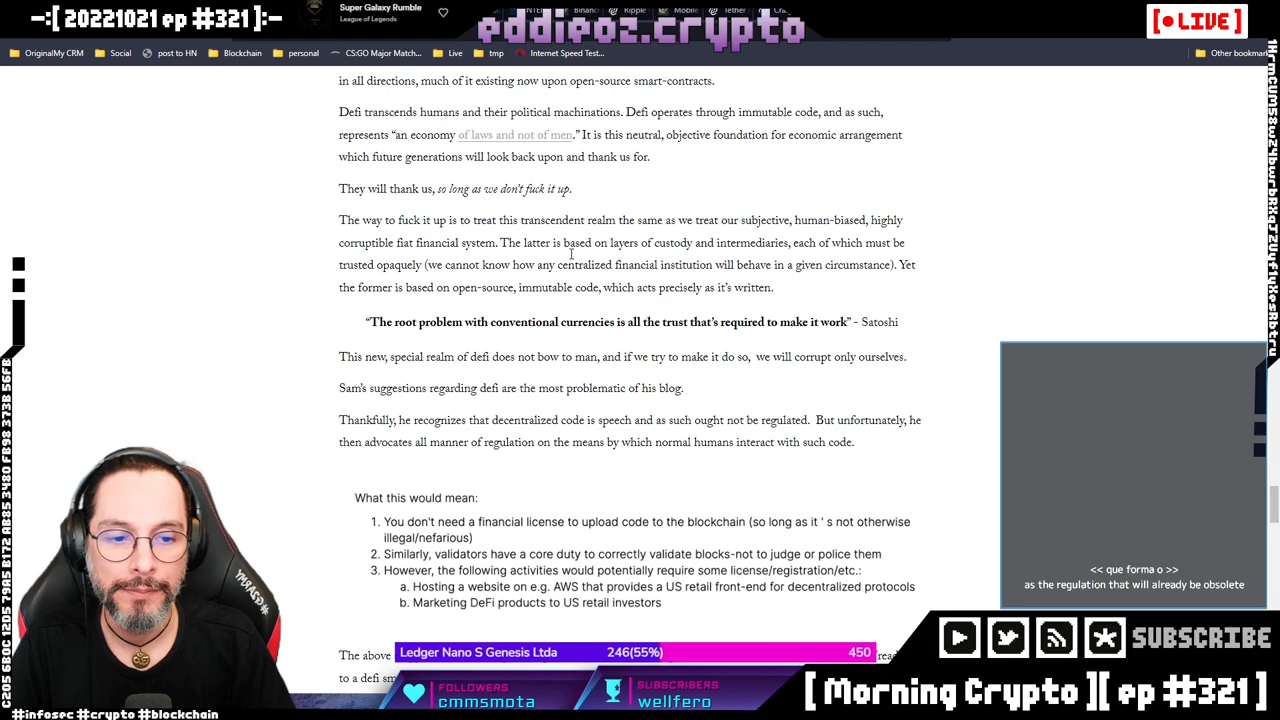 -:[ 20221021 ep #321 ]:-
Super Galaxy Rumble
League of Legends
Binance
Ripple
Mobile
Tether
eddieoz.crypto
[ LIVE ]
OriginalMy CRM
Social
post to HN
Blockchain
personal
CS:GO Major Match...
Live
tmp
Internet Speed Test...
Other bookmar
in all directions, much of it existing now upon open-source smart-contracts.
Defi transcends humans and their political machinations. Defi operates through immutable code, and as such,
represents “an economy of laws and not of men.” It is this neutral, objective foundation for economic arrangement
which future generations will look back upon and thank us for.
They will thank us, so long as we don’t fuck it up.
The way to fuck it up is to treat this transcendent realm the same as we treat our subjective, human-biased, highly
corruptible fiat financial system. The latter is based on layers of custody and intermediaries, each of which must be
trusted opaquely (we cannot know how any centralized financial institution will behave in a given circumstance). Yet
the former is based on open-source, immutable code, which acts precisely as it’s written.
“The root problem with conventional currencies is all the trust that’s required to make it work” - Satoshi
This new, special realm of defi does not bow to man, and if we try to make it do so, we will corrupt only ourselves.
Sam’s suggestions regarding defi are the most problematic of his blog.
Thankfully, he recognizes that decentralized code is speech and as such ought not be regulated. But unfortunately, he
then advocates all manner of regulation on the means by which normal humans interact with such code.
What this would mean:
1. You don't need a financial license to upload code to the blockchain (so long as it ' s not otherwise
illegal/nefarious)
2. Similarly, validators have a core duty to correctly validate blocks-not to judge or police them
3. However, the following activities would potentially require some license/registration/etc.:
a. Hosting a website on e.g. AWS that provides a US retail front-end for decentralized protocols
b. Marketing DeFi products to US retail investors
The above
to a defi
<< que forma o >>
as the regulation that will already be obsolete
Ledger Nano S Genesis Ltda
246(55%)
450
FOLLOWERS
cmmsmota
SUBSCRIBERS
wellfero
SUBSCRIBE
[ Morning Crypto ][ ep #321 ]
#infosec #crypto #blockchain